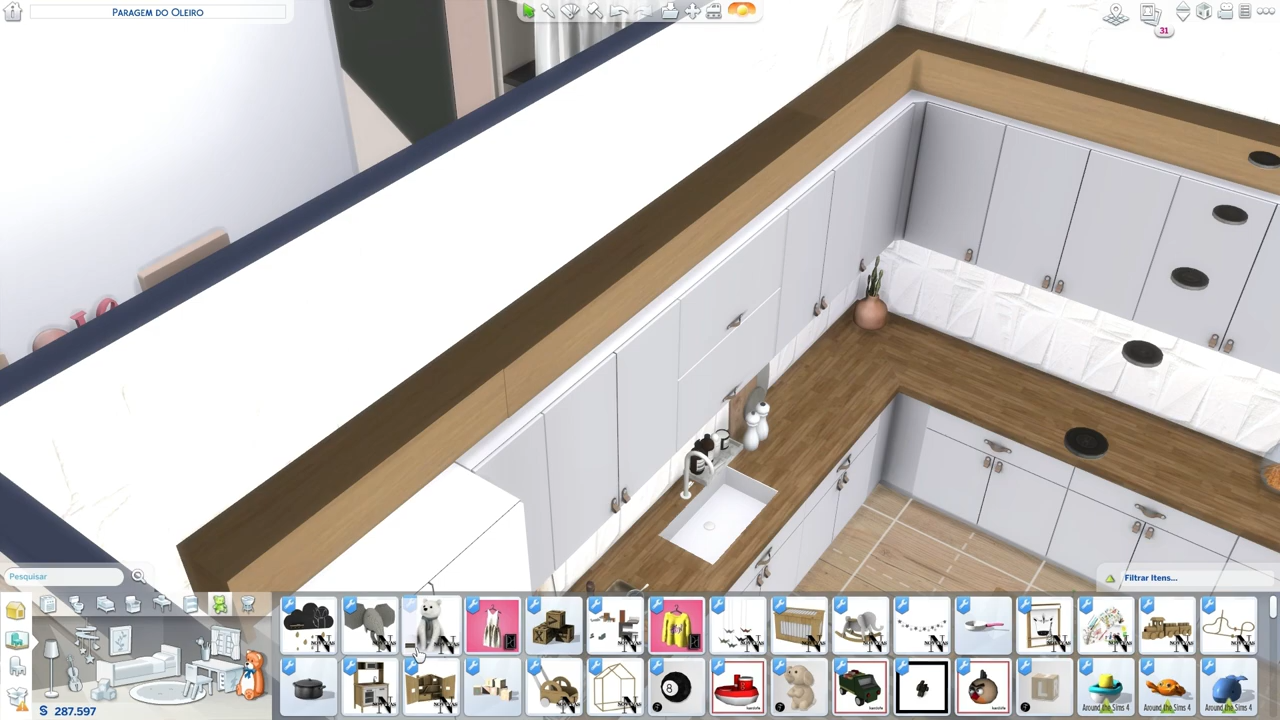 Paragem do Oleiro
31
Pesquisar
Filtrar Itens...
§ 287.597
Around the Sims 4
Around the Sims 4
Around the Sims 4